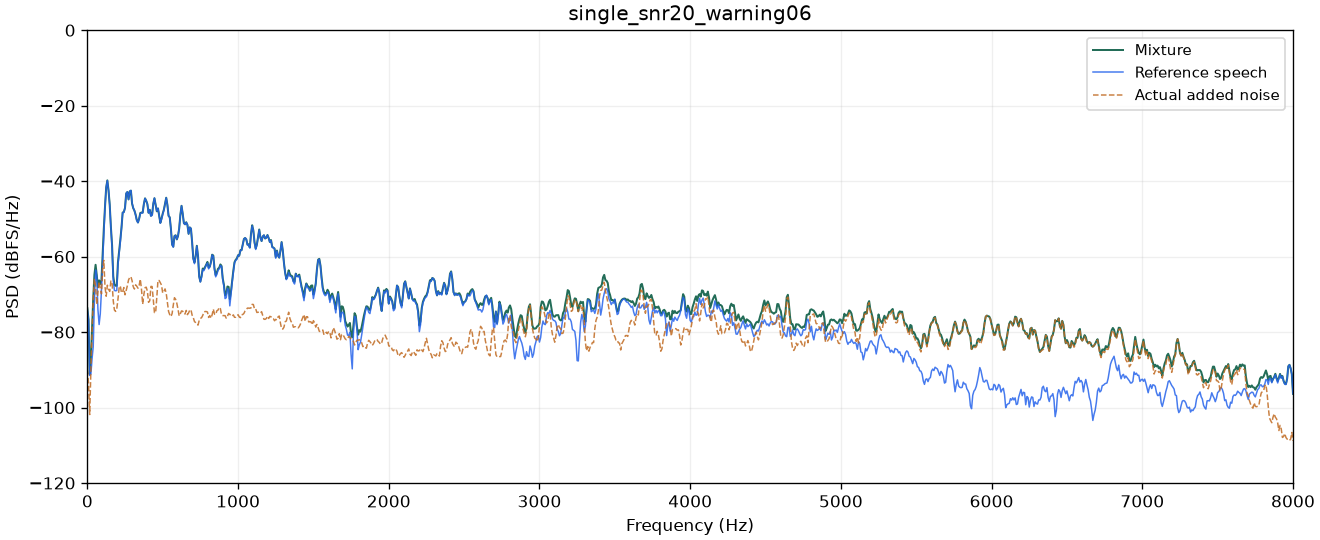 single_snr20_warning06
0
−20
−40
−60
−80
−100
−120
PSD (dBFS/Hz)
Mixture
Reference speech
Actual added noise
0 1000 2000 3000 4000 5000 6000 7000 8000
Frequency (Hz)